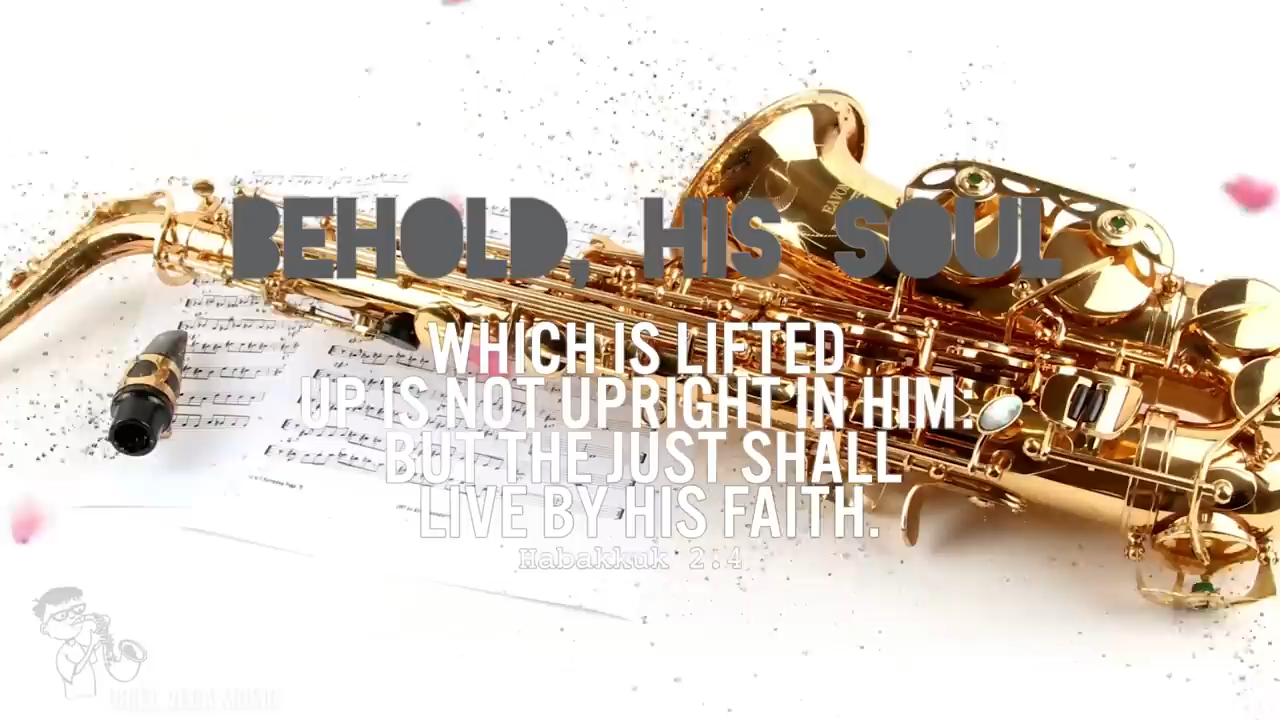 BEHOLD, HIS SOUL
WHICH IS LIFTED
UP IS NOT UPRIGHT IN HIM:
BUT THE JUST SHALL
LIVE BY HIS FAITH.
Habakkuk 2:4